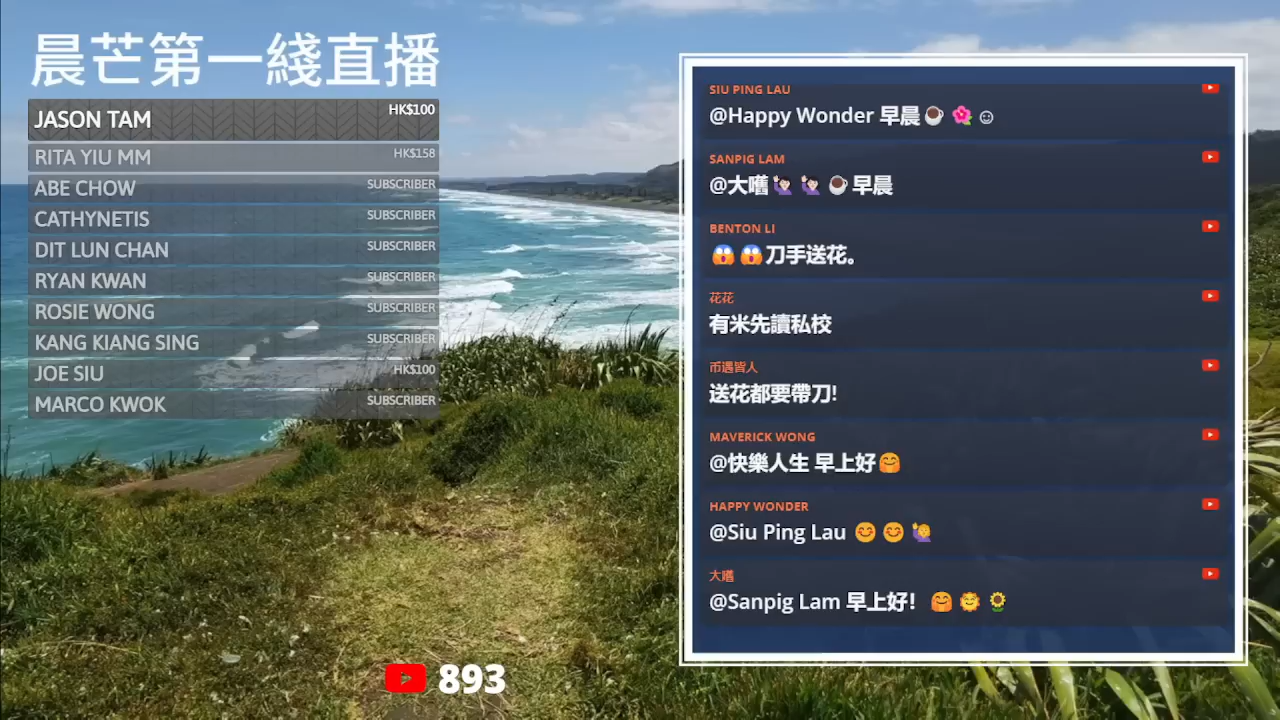 晨芒第一綫直播
JASON TAM HK$100
RITA YIU MM HK$158
ABE CHOW SUBSCRIBER
CATHYNETIS SUBSCRIBER
DIT LUN CHAN SUBSCRIBER
RYAN KWAN SUBSCRIBER
ROSIE WONG SUBSCRIBER
KANG KIANG SING SUBSCRIBER
JOE SIU HK$100
MARCO KWOK SUBSCRIBER
SIU PING LAU
@Happy Wonder 早晨☕🌺☺
SANPIG LAM
@大嚿🙋🏻‍♀️🙋🏻‍♀️☕早晨
BENTON LI
😱😱刀手送花。
花花
有米先讀私校
币遇皆人
送花都要帶刀!
MAVERICK WONG
@快樂人生 早上好🤗
HAPPY WONDER
@Siu Ping Lau 😊😊🙋‍♀️
大嚿
@Sanpig Lam 早上好！🤗🌞🌻
893